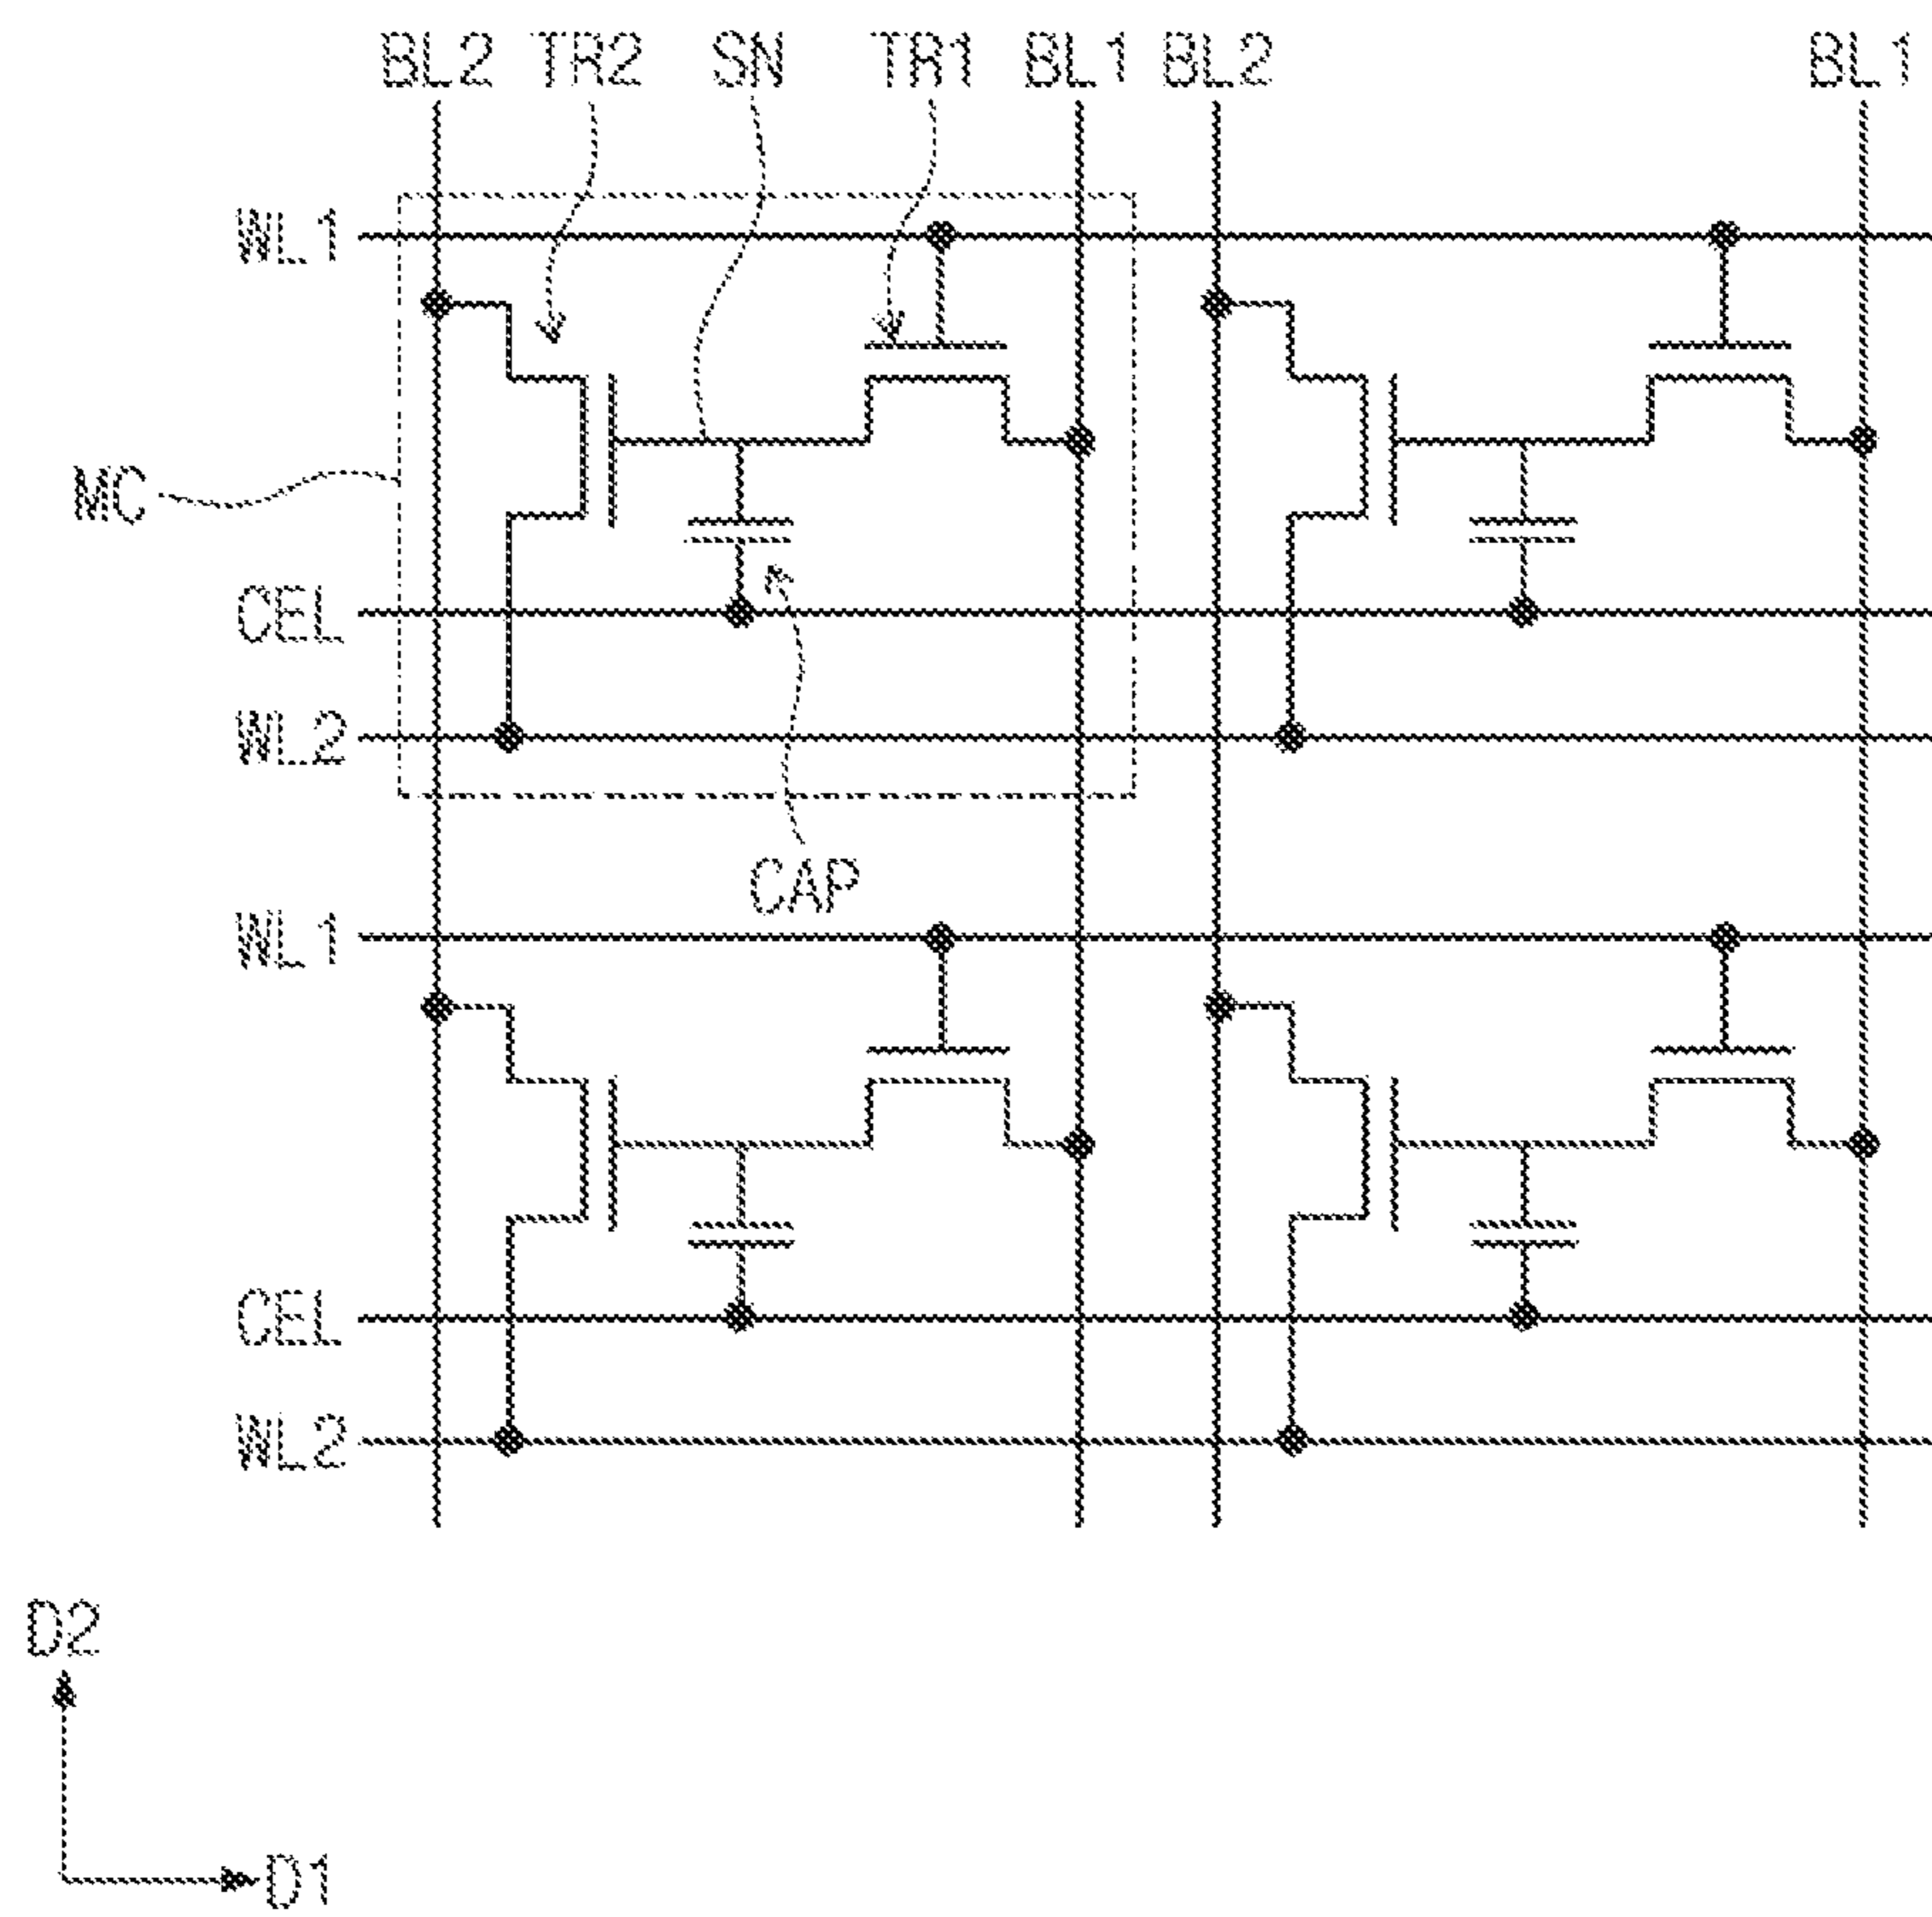 BL2 TR2 SN TR1 BL1 BL2 BL1
WL1
MC
CEL
WL2
CAP
WL1
CEL
WL2
D2
D1